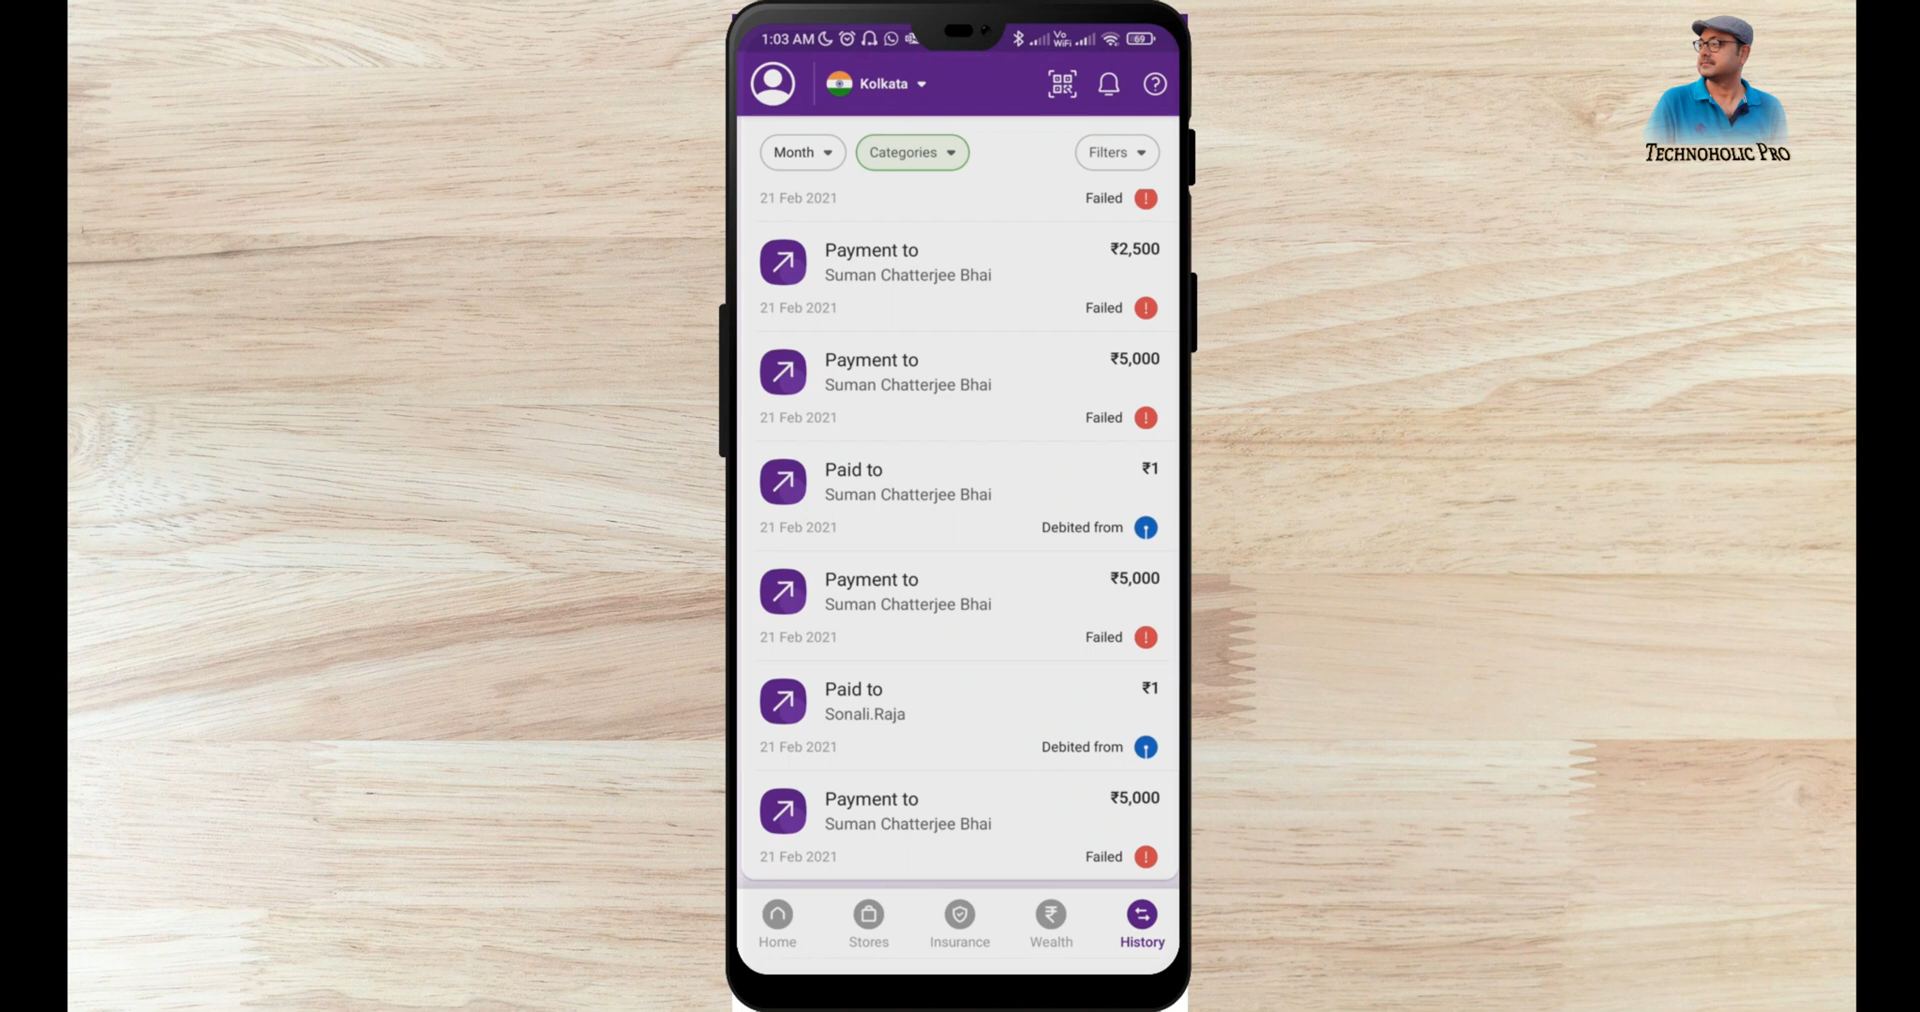 1:03 AM
Vo
WiFi
69
Kolkata
Month
Categories
Filters
21 Feb 2021
Failed
Payment to
₹2,500
Suman Chatterjee Bhai
21 Feb 2021
Failed
Payment to
₹5,000
Suman Chatterjee Bhai
21 Feb 2021
Failed
Paid to
₹1
Suman Chatterjee Bhai
21 Feb 2021
Debited from
Payment to
₹5,000
Suman Chatterjee Bhai
21 Feb 2021
Failed
Paid to
₹1
Sonali.Raja
21 Feb 2021
Debited from
Payment to
₹5,000
Suman Chatterjee Bhai
21 Feb 2021
Failed
Home
Stores
Insurance
Wealth
History
Technoholic Pro